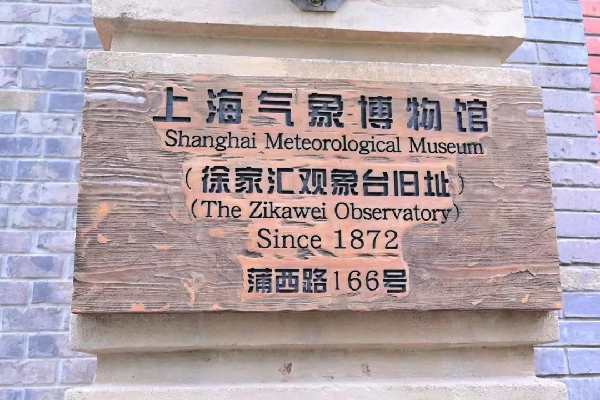 上海气象博物馆
Shanghai Meteorological Museum
(徐家汇观象台旧址)
(The Zikawei Observatory)
Since 1872
蒲西路166号